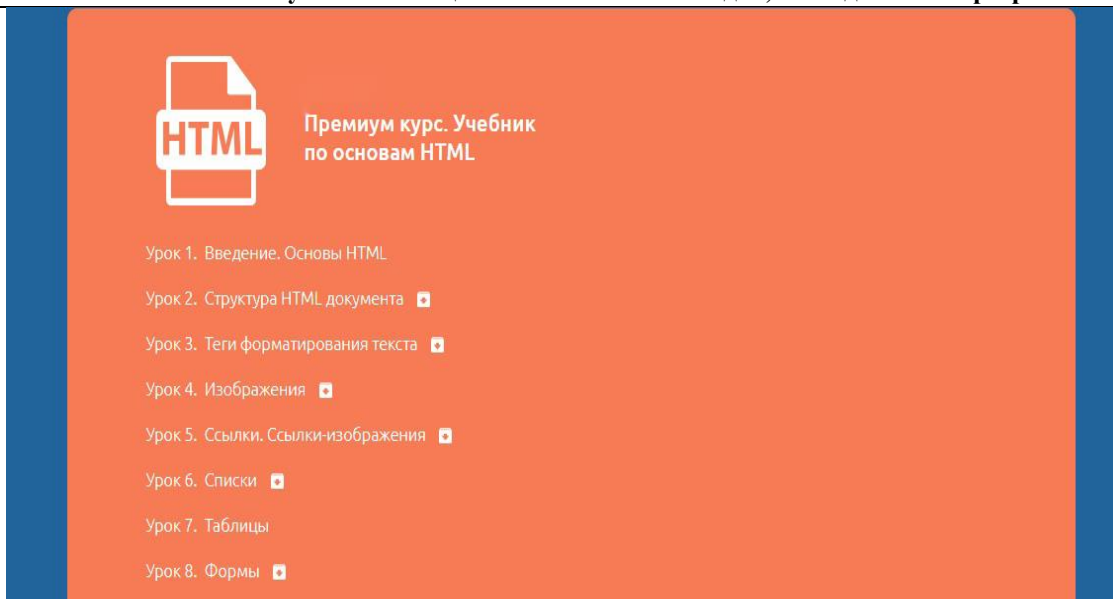 HTML
Премиум курс. Учебник
по основам HTML
Урок 1. Введение. Основы HTML
Урок 2. Структура HTML документа
Урок 3. Теги форматирования текста
Урок 4. Изображения
Урок 5. Ссылки. Ссылки-изображения
Урок 6. Списки
Урок 7. Таблицы
Урок 8. Формы